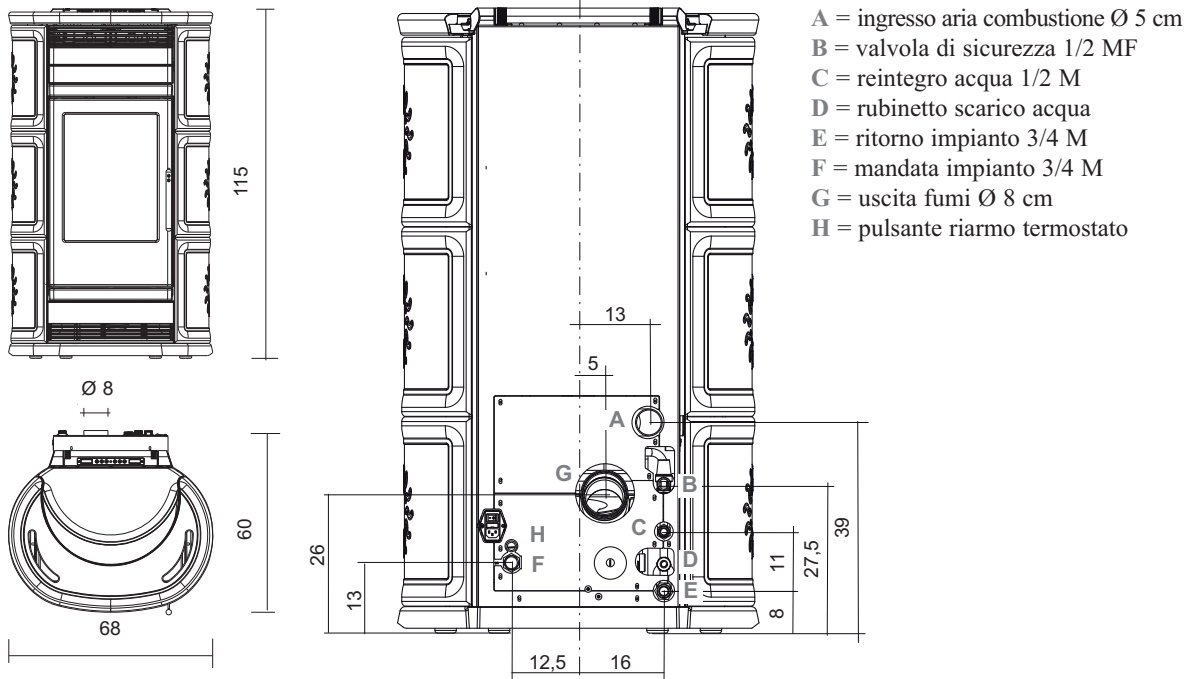 A = ingresso aria combustione Ø 5 cm
B = valvola di sicurezza 1/2 MF
C = reintegro acqua 1/2 M
D = rubinetto scarico acqua
E = ritorno impianto 3/4 M
F = mandata impianto 3/4 M
G = uscita fumi Ø 8 cm
H = pulsante riarmo termostato
115
Ø 8
60
68
13
5
A
G
B
C
H
D
F
E
26
13
11
8
27,5
39
12,5
16